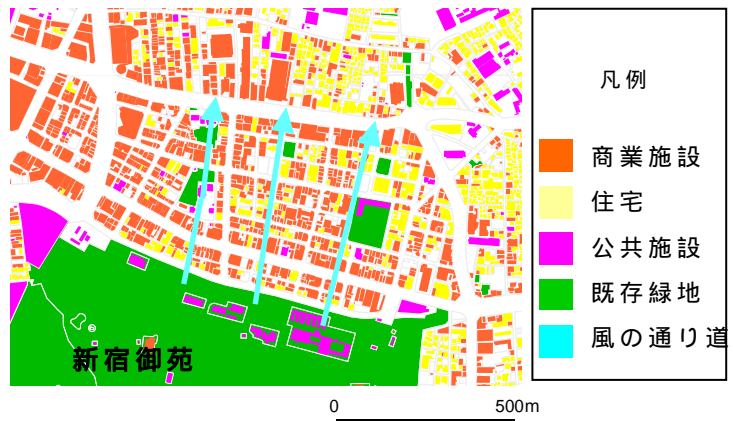 凡例
商業施設
住宅
公共施設
既存緑地
風の通り道
新宿御苑
0 500m